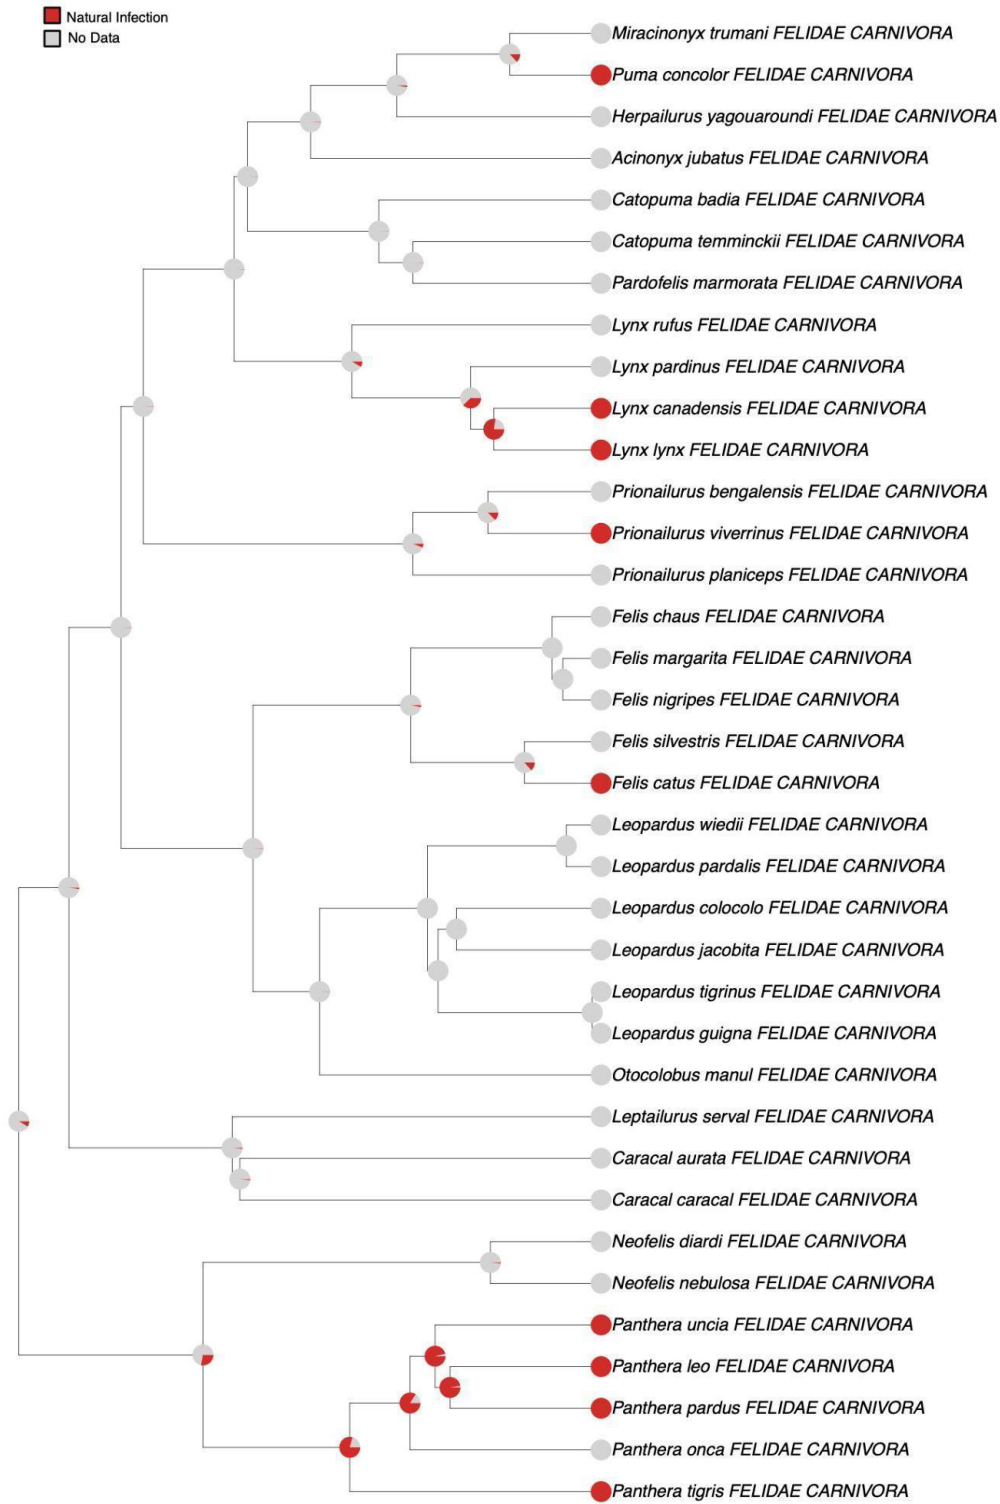 Natural Infection
No Data
Miracinonyx trumani FELIDAE CARNIVORA
Puma concolor FELIDAE CARNIVORA
Herpailurus yagouaroundi FELIDAE CARNIVORA
Acinonyx jubatus FELIDAE CARNIVORA
Catopuma badia FELIDAE CARNIVORA
Catopuma temminckii FELIDAE CARNIVORA
Pardofelis marmorata FELIDAE CARNIVORA
Lynx rufus FELIDAE CARNIVORA
Lynx pardinus FELIDAE CARNIVORA
Lynx canadensis FELIDAE CARNIVORA
Lynx lynx FELIDAE CARNIVORA
Prionailurus bengalensis FELIDAE CARNIVORA
Prionailurus viverrinus FELIDAE CARNIVORA
Prionailurus planiceps FELIDAE CARNIVORA
Felis chaus FELIDAE CARNIVORA
Felis margarita FELIDAE CARNIVORA
Felis nigripes FELIDAE CARNIVORA
Felis silvestris FELIDAE CARNIVORA
Felis catus FELIDAE CARNIVORA
Leopardus wiedii FELIDAE CARNIVORA
Leopardus pardalis FELIDAE CARNIVORA
Leopardus colocolo FELIDAE CARNIVORA
Leopardus jacobita FELIDAE CARNIVORA
Leopardus tigrinus FELIDAE CARNIVORA
Leopardus guigna FELIDAE CARNIVORA
Otocolobus manul FELIDAE CARNIVORA
Leptailurus serval FELIDAE CARNIVORA
Caracal aurata FELIDAE CARNIVORA
Caracal caracal FELIDAE CARNIVORA
Neofelis diardi FELIDAE CARNIVORA
Neofelis nebulosa FELIDAE CARNIVORA
Panthera uncia FELIDAE CARNIVORA
Panthera leo FELIDAE CARNIVORA
Panthera pardus FELIDAE CARNIVORA
Panthera onca FELIDAE CARNIVORA
Panthera tigris FELIDAE CARNIVORA